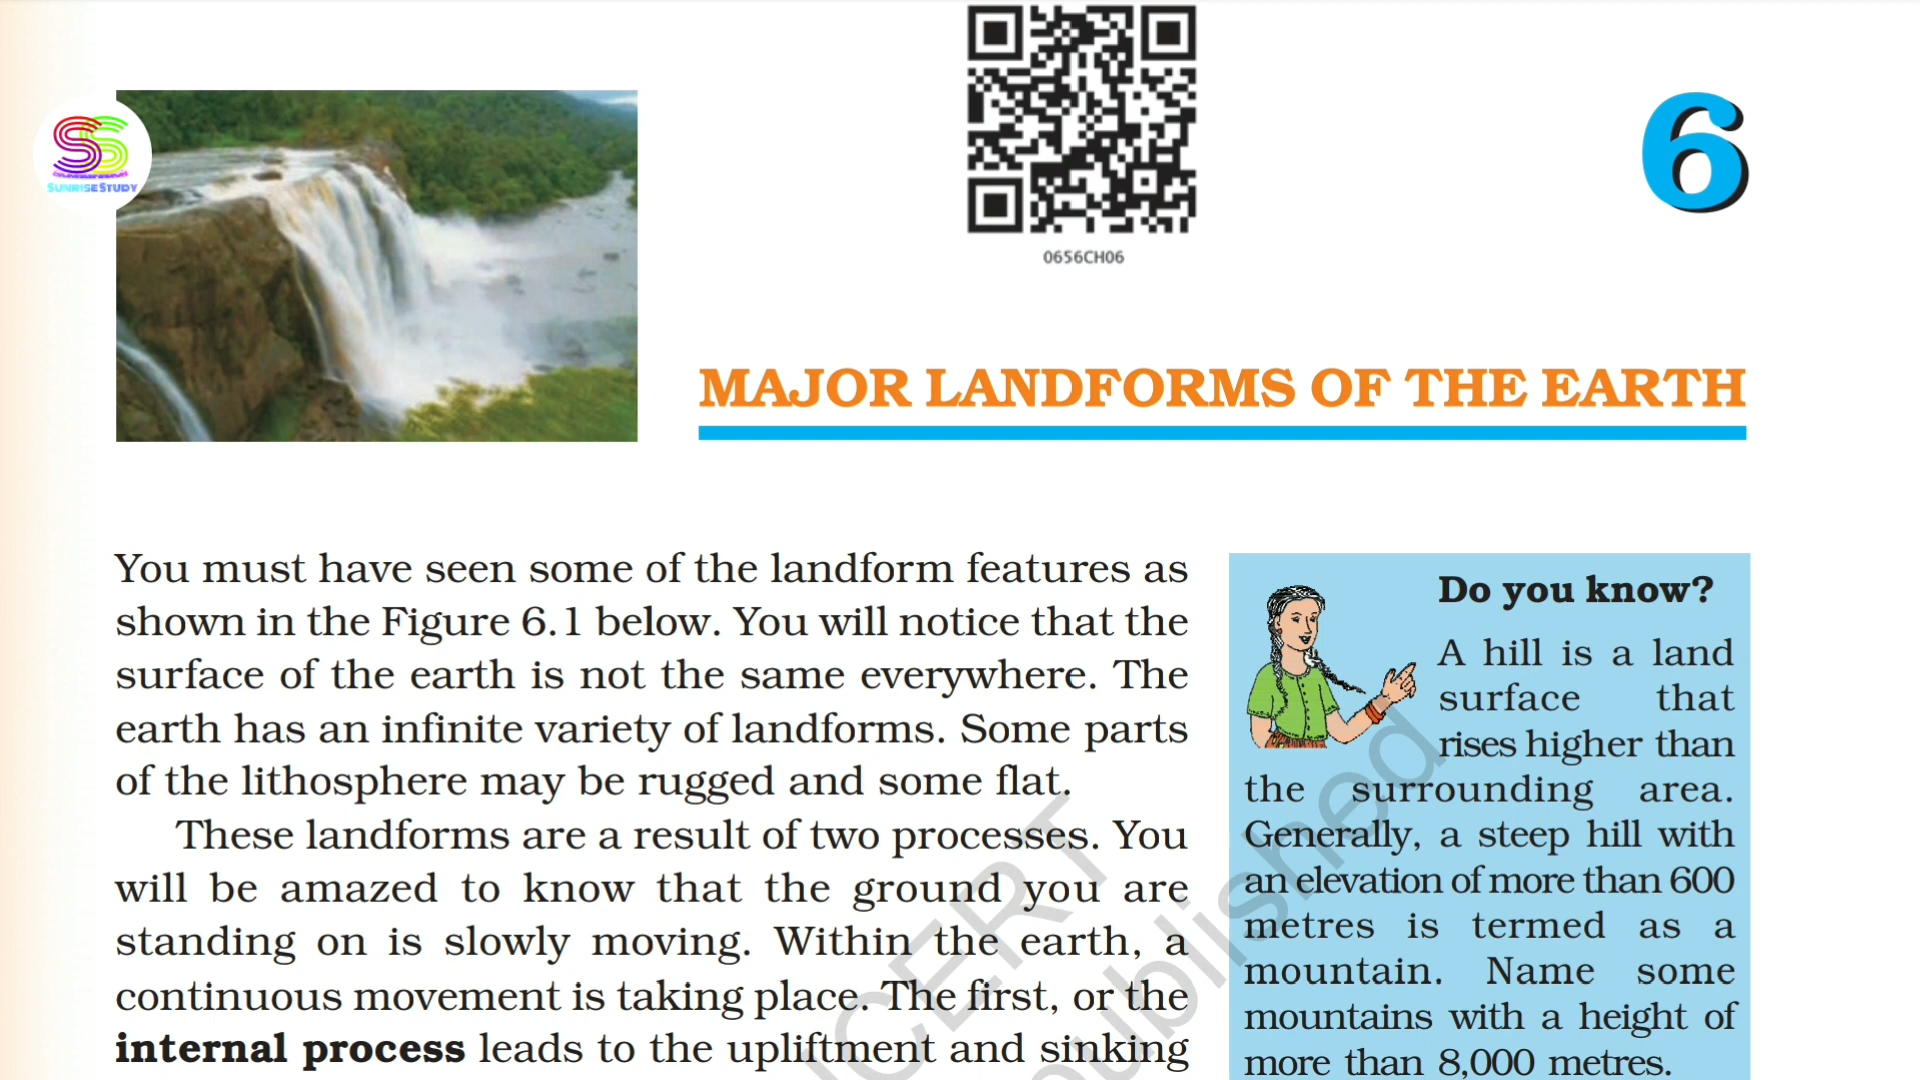 SS
SUNRISE STUDY
0656CH06
6
MAJOR LANDFORMS OF THE EARTH
You must have seen some of the landform features as
shown in the Figure 6.1 below. You will notice that the
surface of the earth is not the same everywhere. The
earth has an infinite variety of landforms. Some parts
of the lithosphere may be rugged and some flat.
These landforms are a result of two processes. You
will be amazed to know that the ground you are
standing on is slowly moving. Within the earth, a
continuous movement is taking place. The first, or the
internal process leads to the upliftment and sinking
Do you know?
A hill is a land
surface that
rises higher than
the surrounding area.
Generally, a steep hill with
an elevation of more than 600
metres is termed as a
mountain. Name some
mountains with a height of
more than 8,000 metres.
NCERT
published